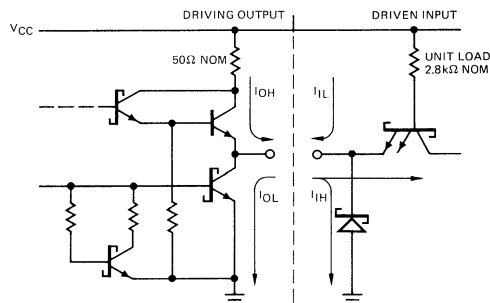 DRIVING OUTPUT
DRIVEN INPUT
VCC
50Ω NOM
UNIT LOAD
2.8kΩ NOM
IOH
IIL
IOL
IIH